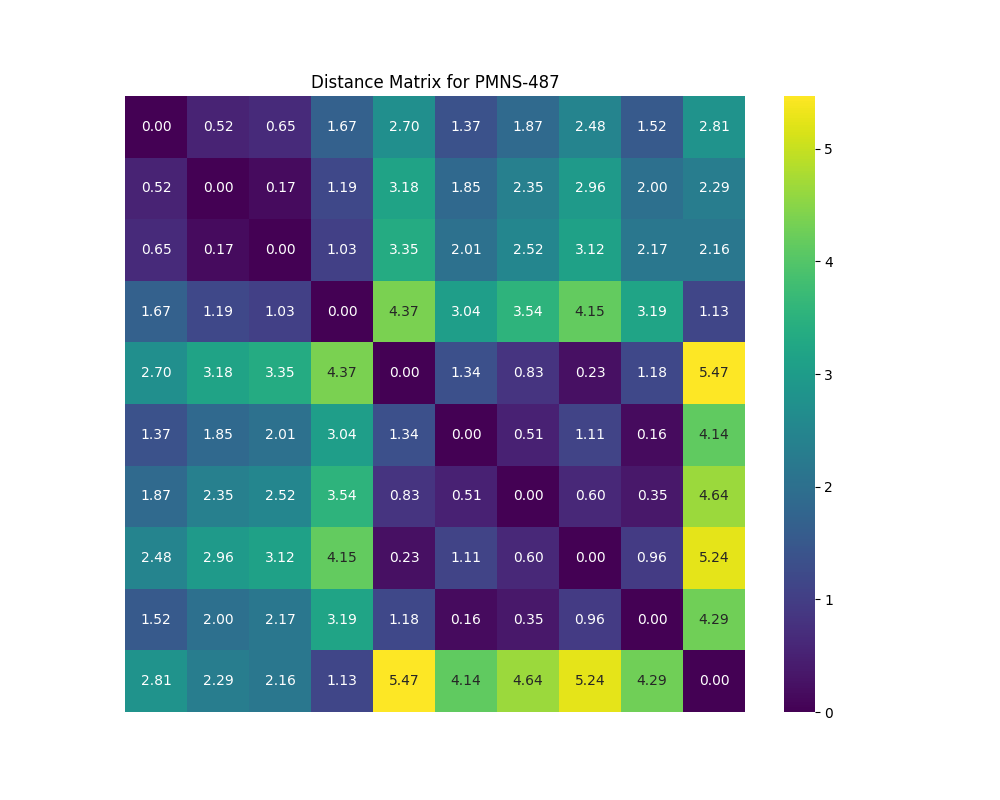 Distance Matrix for PMNS-487
0.00 0.52 0.65 1.67 2.70 1.37 1.87 2.48 1.52 2.81
0.52 0.00 0.17 1.19 3.18 1.85 2.35 2.96 2.00 2.29
0.65 0.17 0.00 1.03 3.35 2.01 2.52 3.12 2.17 2.16
1.67 1.19 1.03 0.00 4.37 3.04 3.54 4.15 3.19 1.13
2.70 3.18 3.35 4.37 0.00 1.34 0.83 0.23 1.18 5.47
1.37 1.85 2.01 3.04 1.34 0.00 0.51 1.11 0.16 4.14
1.87 2.35 2.52 3.54 0.83 0.51 0.00 0.60 0.35 4.64
2.48 2.96 3.12 4.15 0.23 1.11 0.60 0.00 0.96 5.24
1.52 2.00 2.17 3.19 1.18 0.16 0.35 0.96 0.00 4.29
2.81 2.29 2.16 1.13 5.47 4.14 4.64 5.24 4.29 0.00
5
4
3
2
1
0